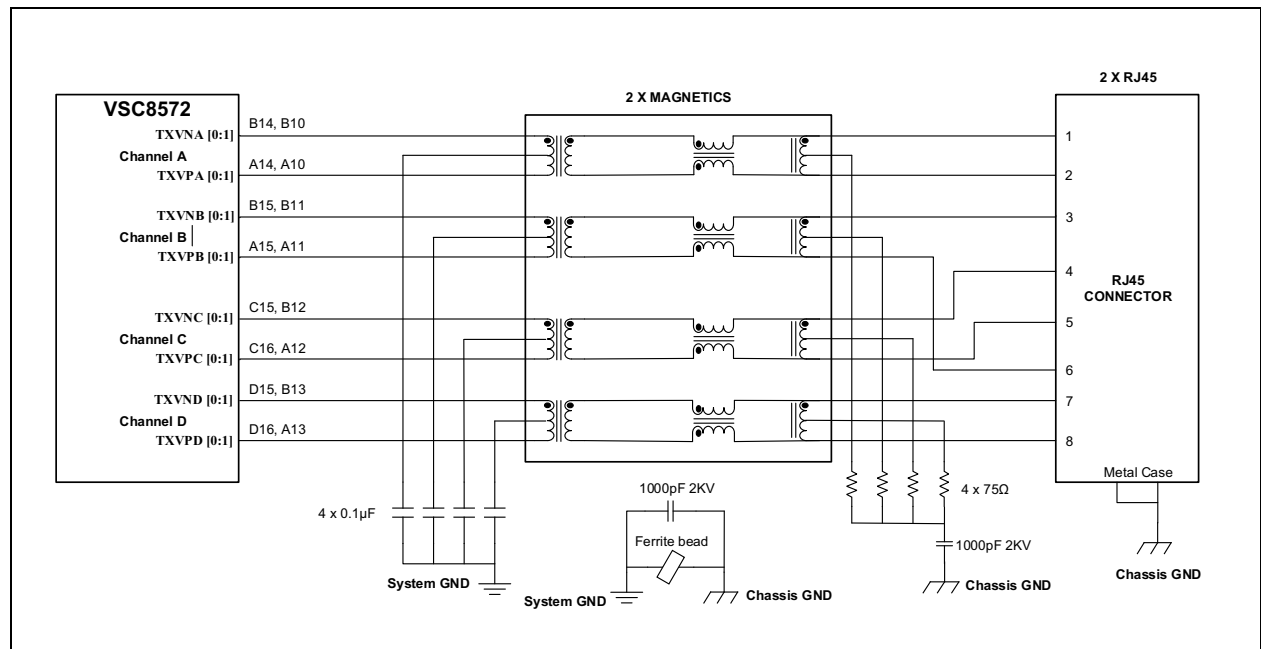 2 X RJ45
2 X MAGNETICS
VSC8572
TXVNA [0:1]
B14, B10
1
Channel A
TXVPA [0:1]
A14, A10
2
TXVNB [0:1]
B15, B11
3
Channel B
TXVPB [0:1]
A15, A11
4
RJ45
CONNECTOR
TXVNC [0:1]
C15, B12
5
Channel C
TXVPC [0:1]
C16, A12
6
TXVND [0:1]
D15, B13
7
Channel D
TXVPD [0:1]
D16, A13
8
Metal Case
4 x 0.1µF
1000pF 2KV
4 x 75Ω
Ferrite bead
1000pF 2KV
System GND
System GND
Chassis GND
Chassis GND
Chassis GND